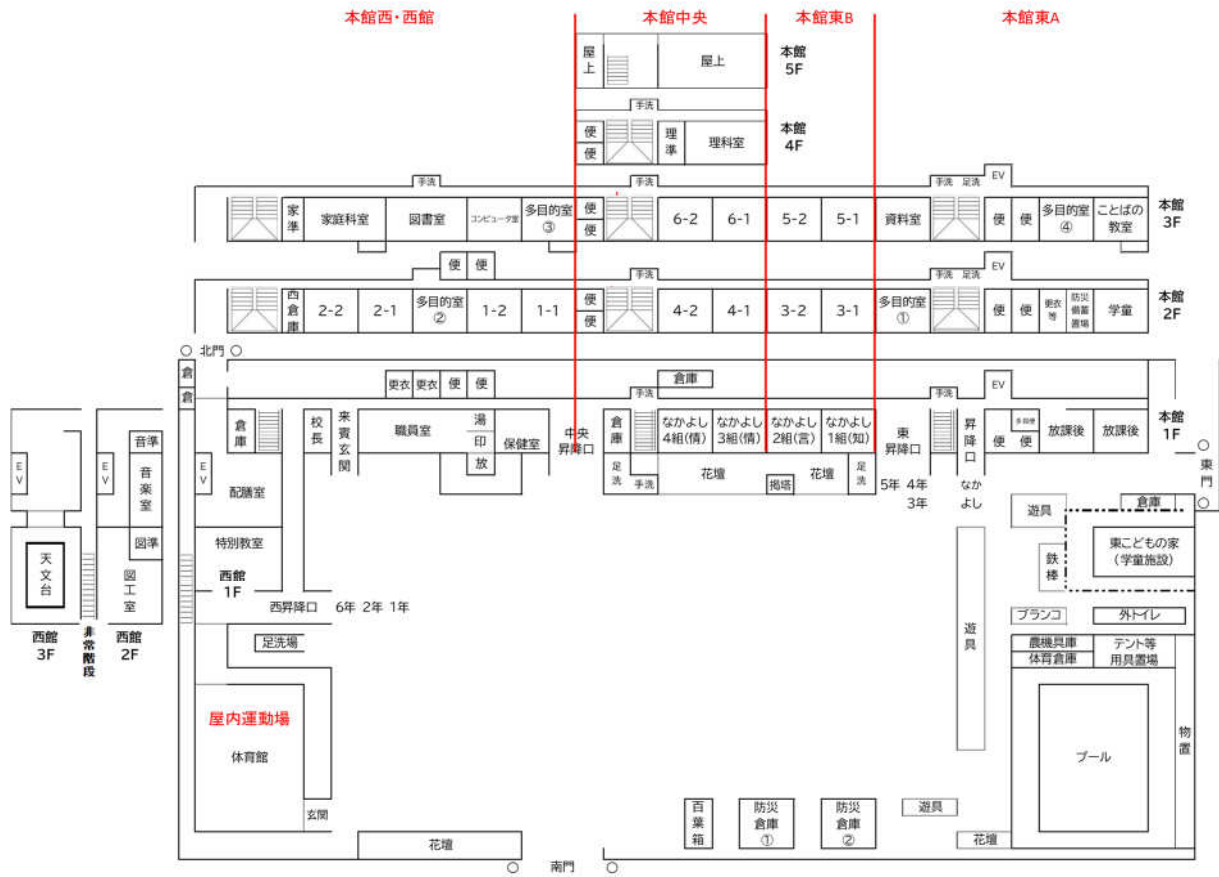 本館西・西館
本館中央
本館東B
本館東A
屋上
屋上
本館
5F
手洗
便
便
理準
理科室
本館
4F
手洗
手洗
手洗 足洗
EV
家準
家庭科室
図書室
コンピュータ室
多目的室
③
便
便
6-2
6-1
5-2
5-1
資料室
便
便
多目的室
④
ことばの
教室
本館
3F
便
便
手洗
手洗 足洗
EV
西倉庫
2-2
2-1
多目的室
②
1-2
1-1
便
便
4-2
4-1
3-2
3-1
多目的室
①
便
便
更衣
等
防災
備蓄
置場
学童
本館
2F
北門
倉
倉
更衣
更衣
便
便
手洗
倉庫
手洗
EV
倉庫
校長
来賓玄関
職員室
湯
印
放
保健室
中央
昇降口
倉庫
なかよし
4組(情)
なかよし
3組(情)
なかよし
2組(言)
なかよし
1組(知)
東
昇降口
昇降口
便
多目便
便
放課後
放課後
本館
1F
東門
EV
EV
音準
音楽室
EV
配膳室
足洗
手洗
花壇
掲塔
花壇
足洗
5年 4年
3年
なか
よし
遊具
倉庫
天文台
図準
図工室
特別教室
西館
1F
鉄棒
東こどもの家
(学童施設)
西館
3F
非常階段
西館
2F
西昇降口 6年 2年 1年
足洗場
遊具
ブランコ
外トイレ
農機具庫
体育倉庫
テント等
用具置場
屋内運動場
体育館
プール
物置
玄関
百葉箱
防災
倉庫
①
防災
倉庫
②
遊具
花壇
花壇
南門